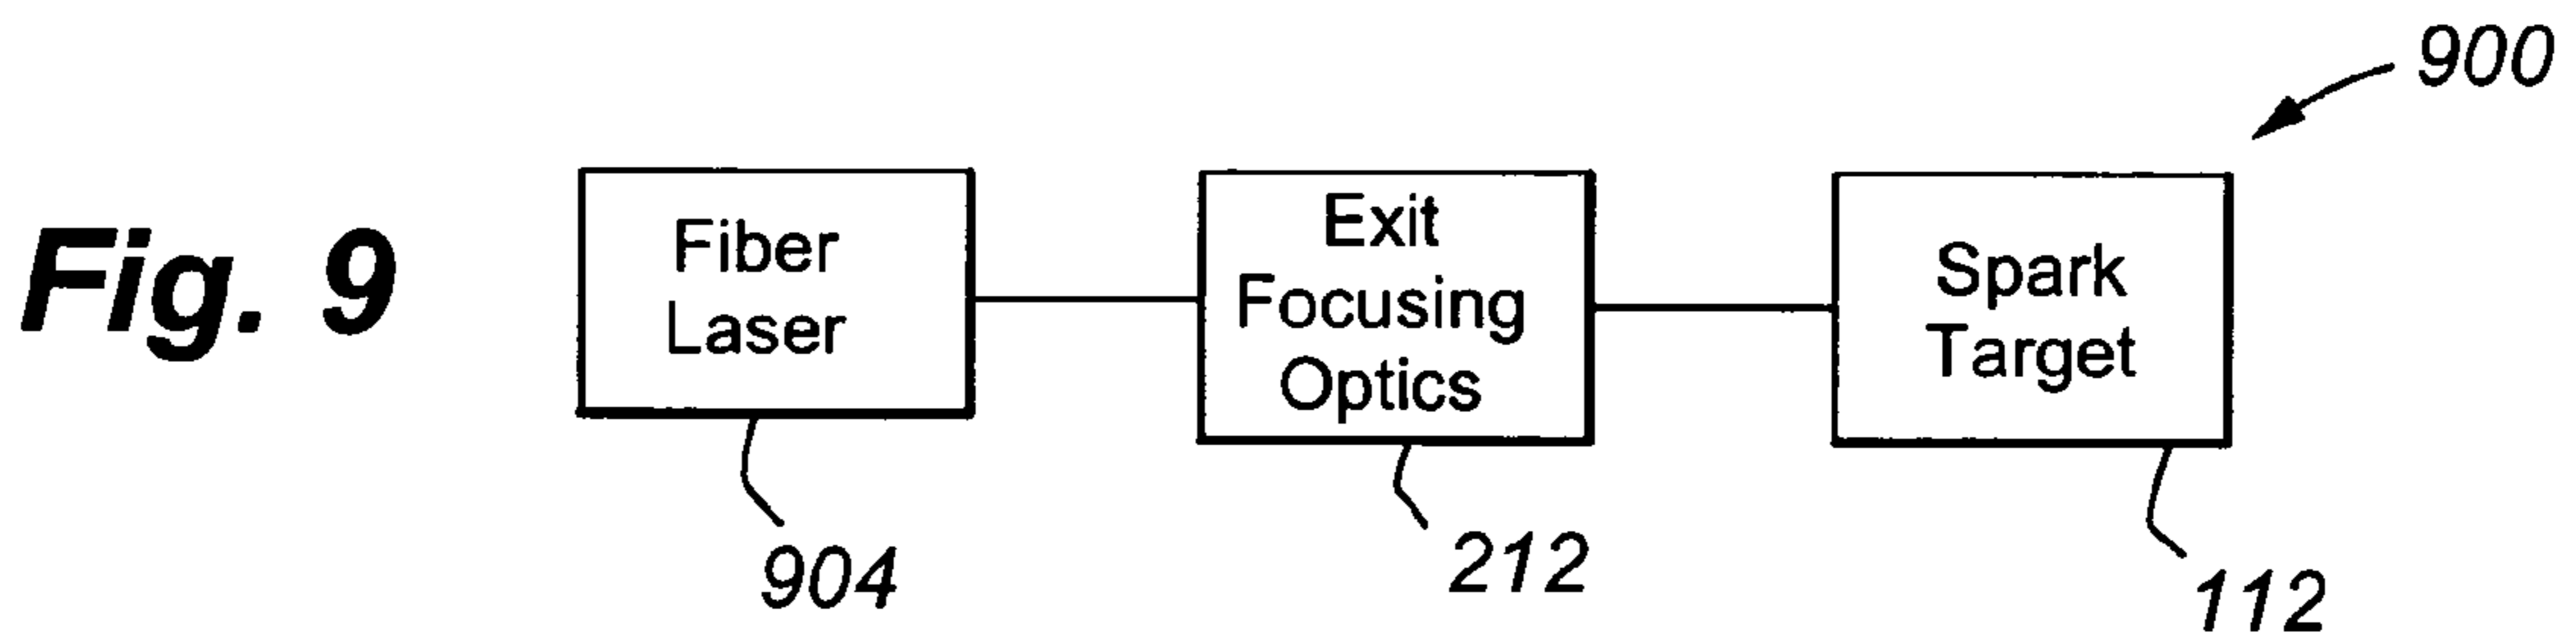 900
Fig. 9
Fiber
Laser
Exit
Focusing
Optics
Spark
Target
904
212
112